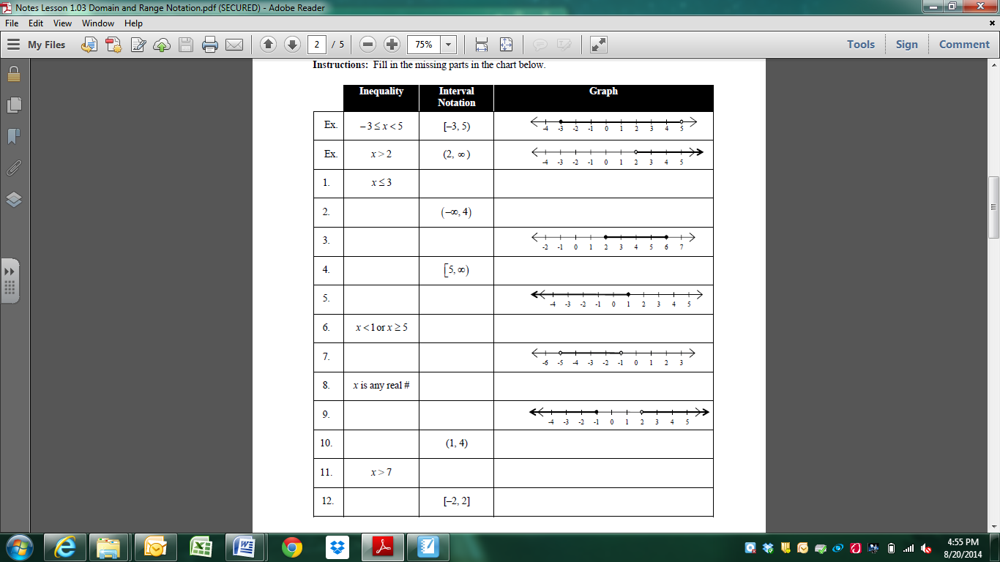 Notes Lesson 1.03 Domain and Range Notation.pdf (SECURED) - Adobe Reader
File Edit View Window Help
My Files 2 / 5 75% Tools Sign Comment
Instructions: Fill in the missing parts in the chart below.
Inequality Interval Notation Graph
Ex. −3 ≤ x < 5 [–3, 5) -4 -3 -2 -1 0 1 2 3 4 5
Ex. x > 2 (2, ∞) -4 -3 -2 -1 0 1 2 3 4 5
1. x ≤ 3
2. (−∞, 4)
3. -2 -1 0 1 2 3 4 5 6 7
4. [5, ∞)
5. -4 -3 -2 -1 0 1 2 3 4 5
6. x < 1 or x ≥ 5
7. -6 -5 -4 -3 -2 -1 0 1 2 3
8. x is any real #
9. -4 -3 -2 -1 0 1 2 3 4 5
10. (1, 4)
11. x > 7
12. [–2, 2]
4:55 PM
8/20/2014